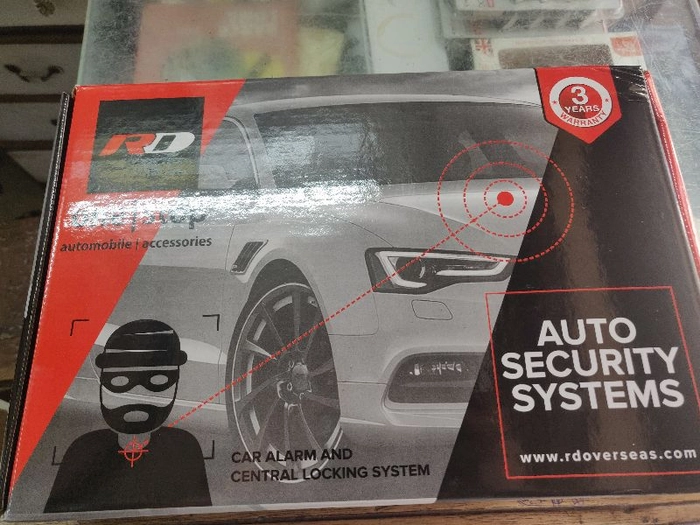 3
YEARS
WARRANTY
RD
automobile | accessories
AUTO
SECURITY
SYSTEMS
www.rdoverseas.com
CAR ALARM AND
CENTRAL LOCKING SYSTEM